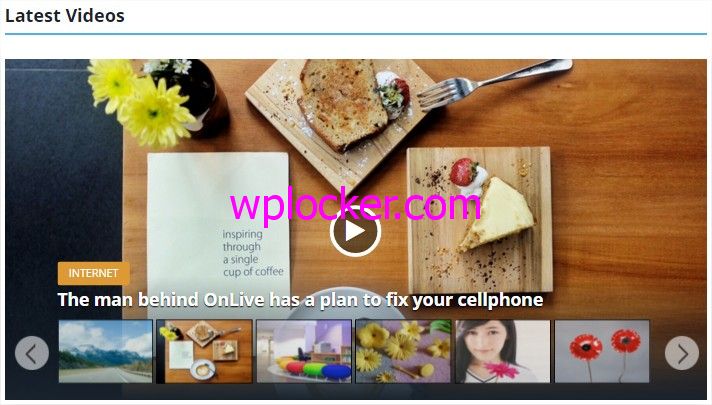 Latest Videos
wplocker.com
inspiring
through
a single
cup of coffee
INTERNET
The man behind OnLive has a plan to fix your cellphone